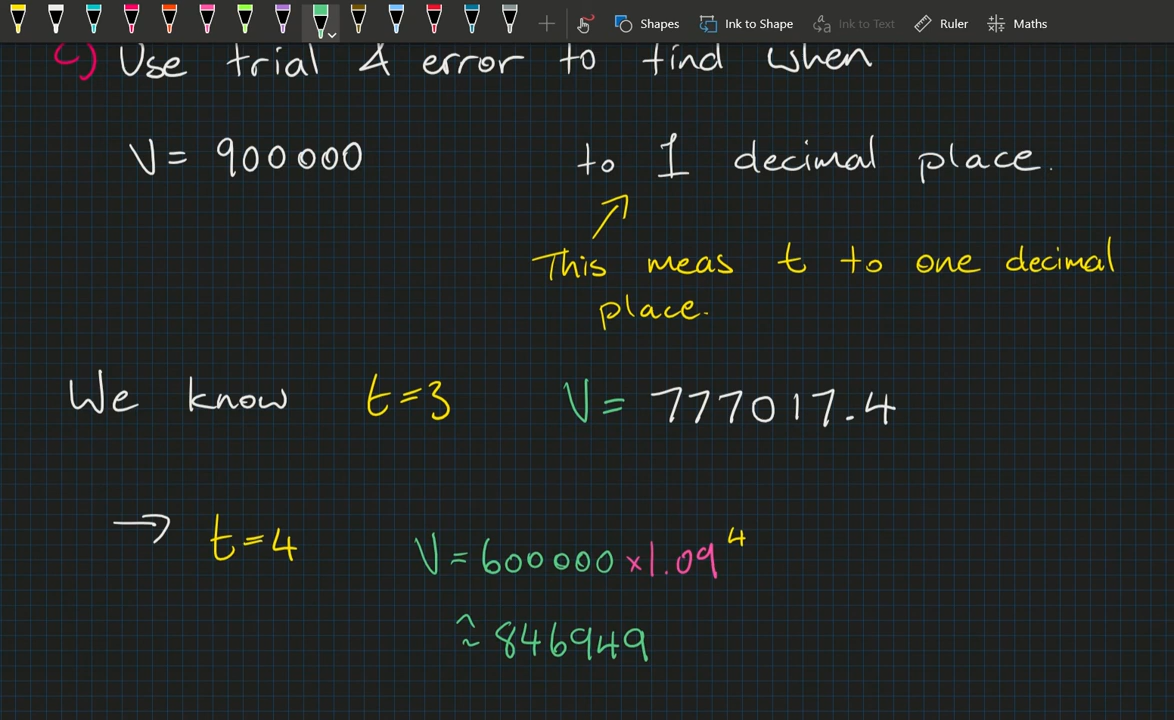 Shapes Ink to Shape Ink to Text Ruler Maths
c) Use trial & error to find when
V = 900000 to 1 decimal place.
This meas t to one decimal
place.
We know t=3 V= 777017.4
→ t=4 V = 600000 ×1.09⁴
≈ 846949